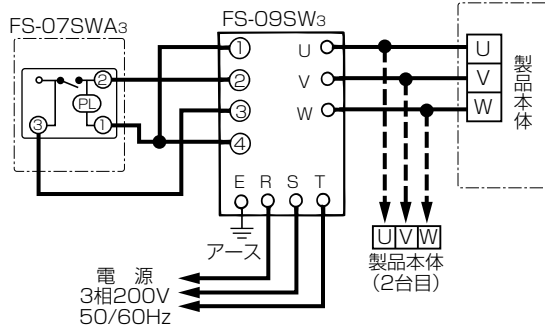 FS-07SWA3
FS-09SW3
② PL ③ ①
① ② ③ ④
U V W
E R S T
アース
U V W
製品本体
U V W
製品本体
（2台目）
電 源
3相200V
50/60Hz